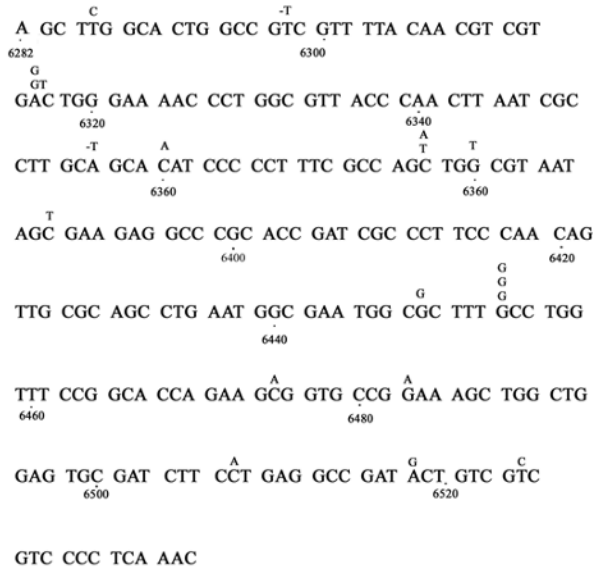 C -T
A GCT TTG GCA CTG GCC GTC GTT TTA CAA CGT CGT
6282 6300
G
GT
GAC TGG GAA AAC CCT GGC GTT ACC CAA CTT AAT CGC
6320 6340
A
-T A T T
CTT GCA GCA CAT CCC CCT TTC GCC AGC TGG CGT AAT
6360 6360
T
AGC GAA GAG GCC CGC ACC GAT CGC CCT TCC CAA CAG
6400 6420
G
G
G G
TTG CGC AGC CTG AAT GGC GAA TGG CGC TTT GCC TGG
6440
A A
TTT CCG GCA CCA GAA GCG GTG CCG GAA AGC TGG CTG
6460 6480
A G C
GAG TGC GAT CTT CCT GAG GCC GAT ACT GTC GTC
6500 6520
GTC CCC TCA AAC